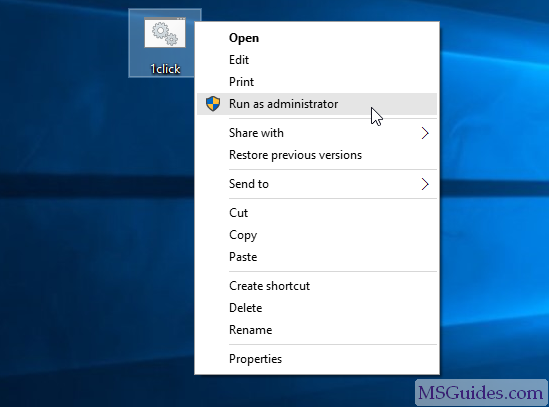 1click
Open
Edit
Print
Run as administrator
Share with
Restore previous versions
Send to
Cut
Copy
Paste
Create shortcut
Delete
Rename
Properties
MSGuides.com